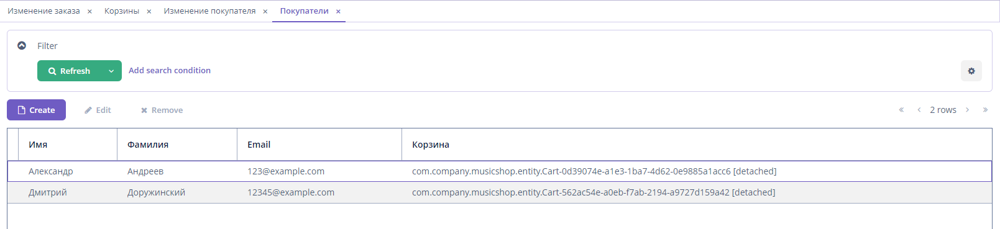 Изменение заказа × Корзины × Изменение покупателя × Покупатели ×
Filter
Refresh Add search condition
Create Edit Remove 2 rows
Имя Фамилия Email Корзина
Александр Андреев 123@example.com com.company.musicshop.entity.Cart-0d39074e-a1e3-1ba7-4d62-0e9885a1acc6 [detached]
Дмитрий Доружинский 12345@example.com com.company.musicshop.entity.Cart-562ac54e-a0eb-f7ab-2194-a9727d159a42 [detached]